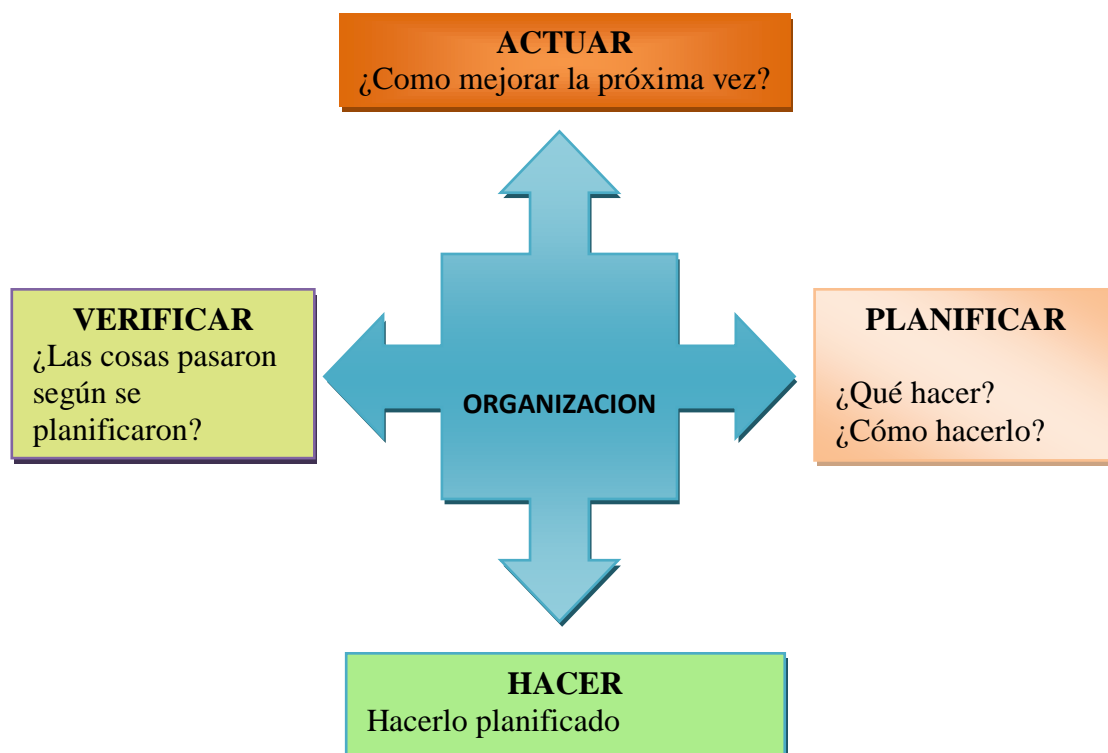 ACTUAR
¿Como mejorar la próxima vez?
VERIFICAR
¿Las cosas pasaron
según se
planificaron?
ORGANIZACION
PLANIFICAR
¿Qué hacer?
¿Cómo hacerlo?
HACER
Hacerlo planificado